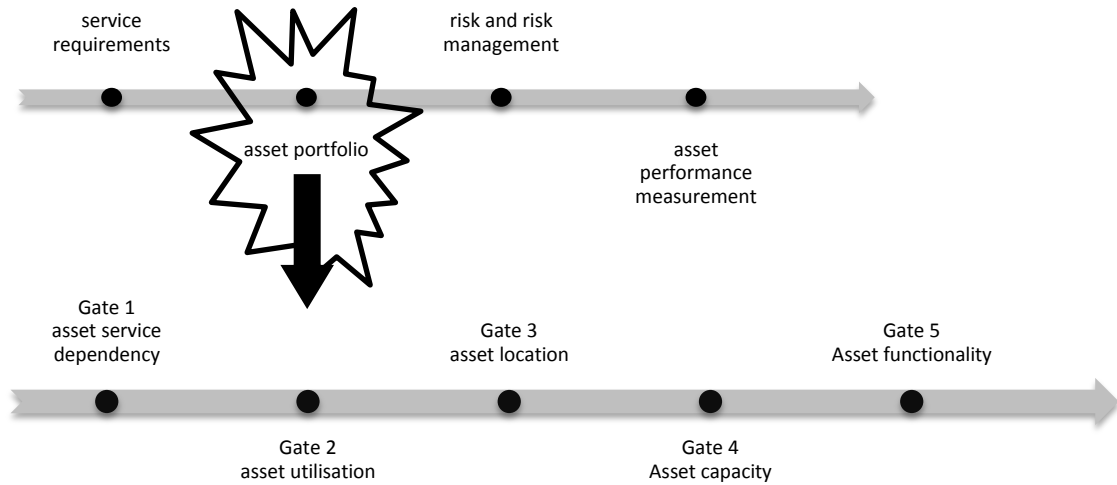 service
requirements
asset portfolio
risk and risk
management
asset
performance
measurement
Gate 1
asset service
dependency
Gate 2
asset utilisation
Gate 3
asset location
Gate 4
Asset capacity
Gate 5
Asset functionality